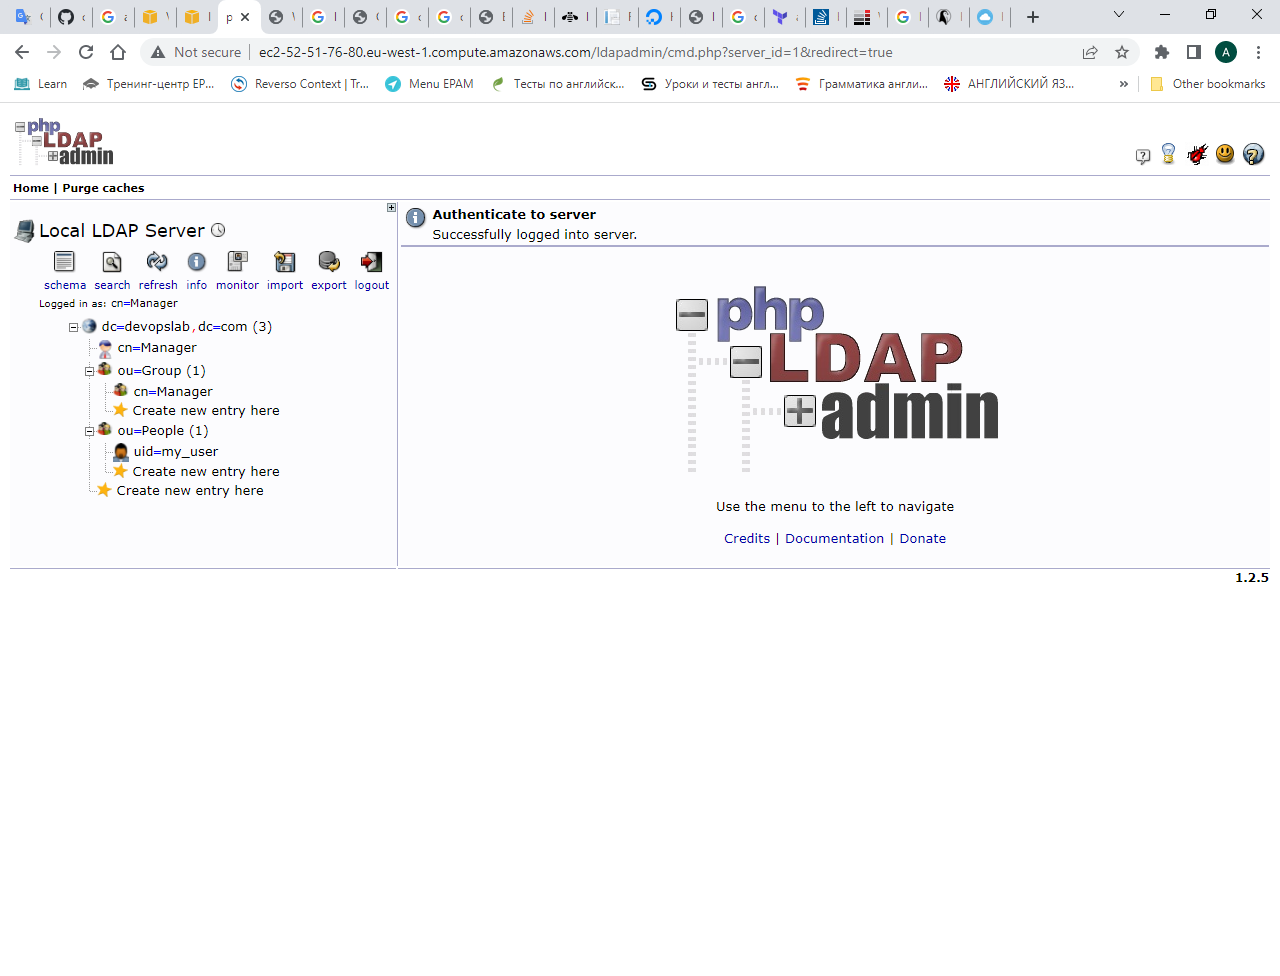 Not secure
ec2-52-51-76-80.eu-west-1.compute.amazonaws.com/ldapadmin/cmd.php?server_id=1&redirect=true
A
Learn
Тренинг-центр EP...
Reverso Context | Tr...
Menu EPAM
Тесты по английск...
Уроки и тесты англ...
Грамматика англи...
АНГЛИЙСКИЙ ЯЗ...
»
Other bookmarks
php
LDAP
admin
Home | Purge caches
Local LDAP Server
schema search refresh info monitor import export logout
Logged in as: cn=Manager
dc=devopslab,dc=com (3)
cn=Manager
ou=Group (1)
cn=Manager
Create new entry here
ou=People (1)
uid=my_user
Create new entry here
Create new entry here
Authenticate to server
Successfully logged into server.
php
LDAP
admin
Use the menu to the left to navigate
Credits | Documentation | Donate
1.2.5